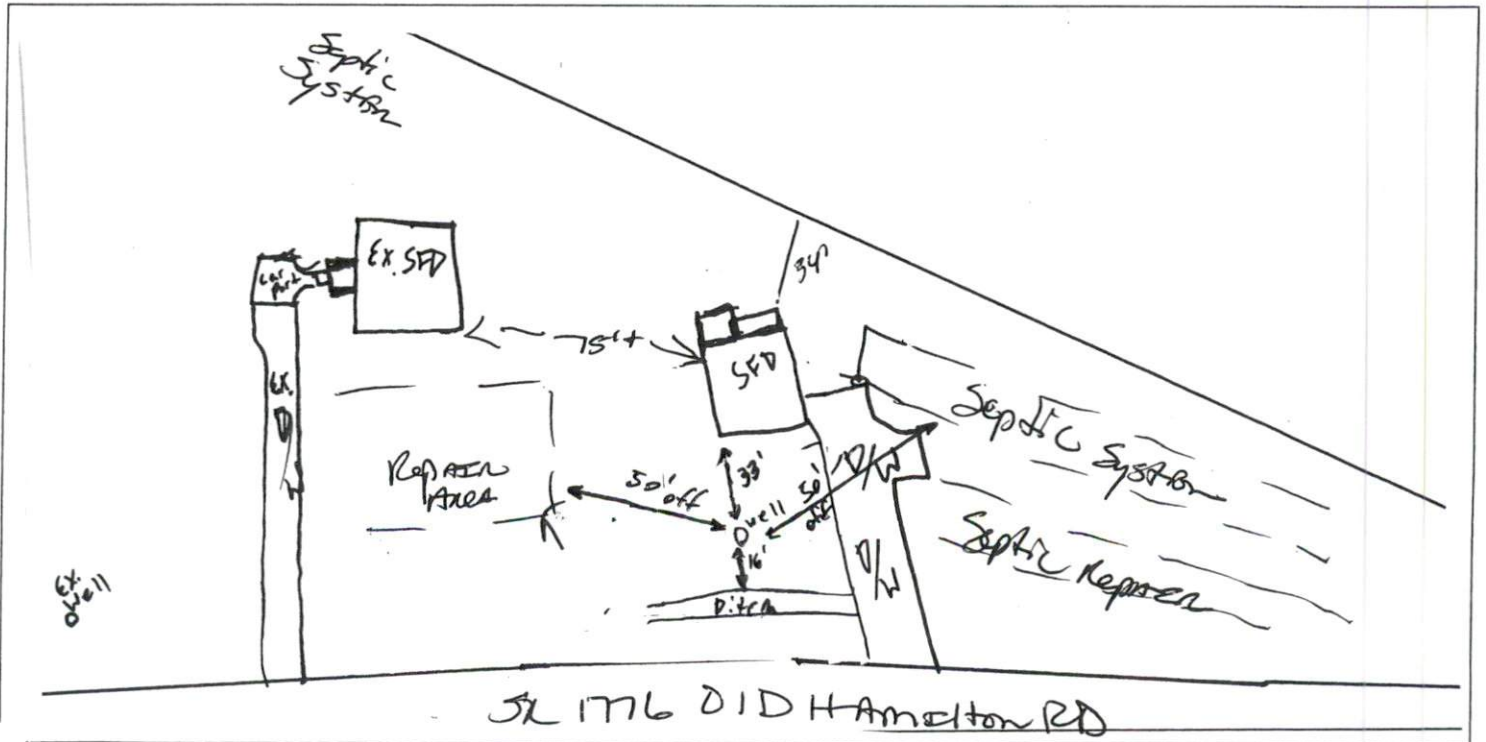 Septic
System
34'
Ex. SFD
Car
Port
75'+
SFD
Ex.
D/W
Repair
Area
50' off
33'
well
50'
off
D/W
Septic System
16'
Ditch
D/W
Septic Repair
Ex.
well
SR 1776 Old Hamilton RD